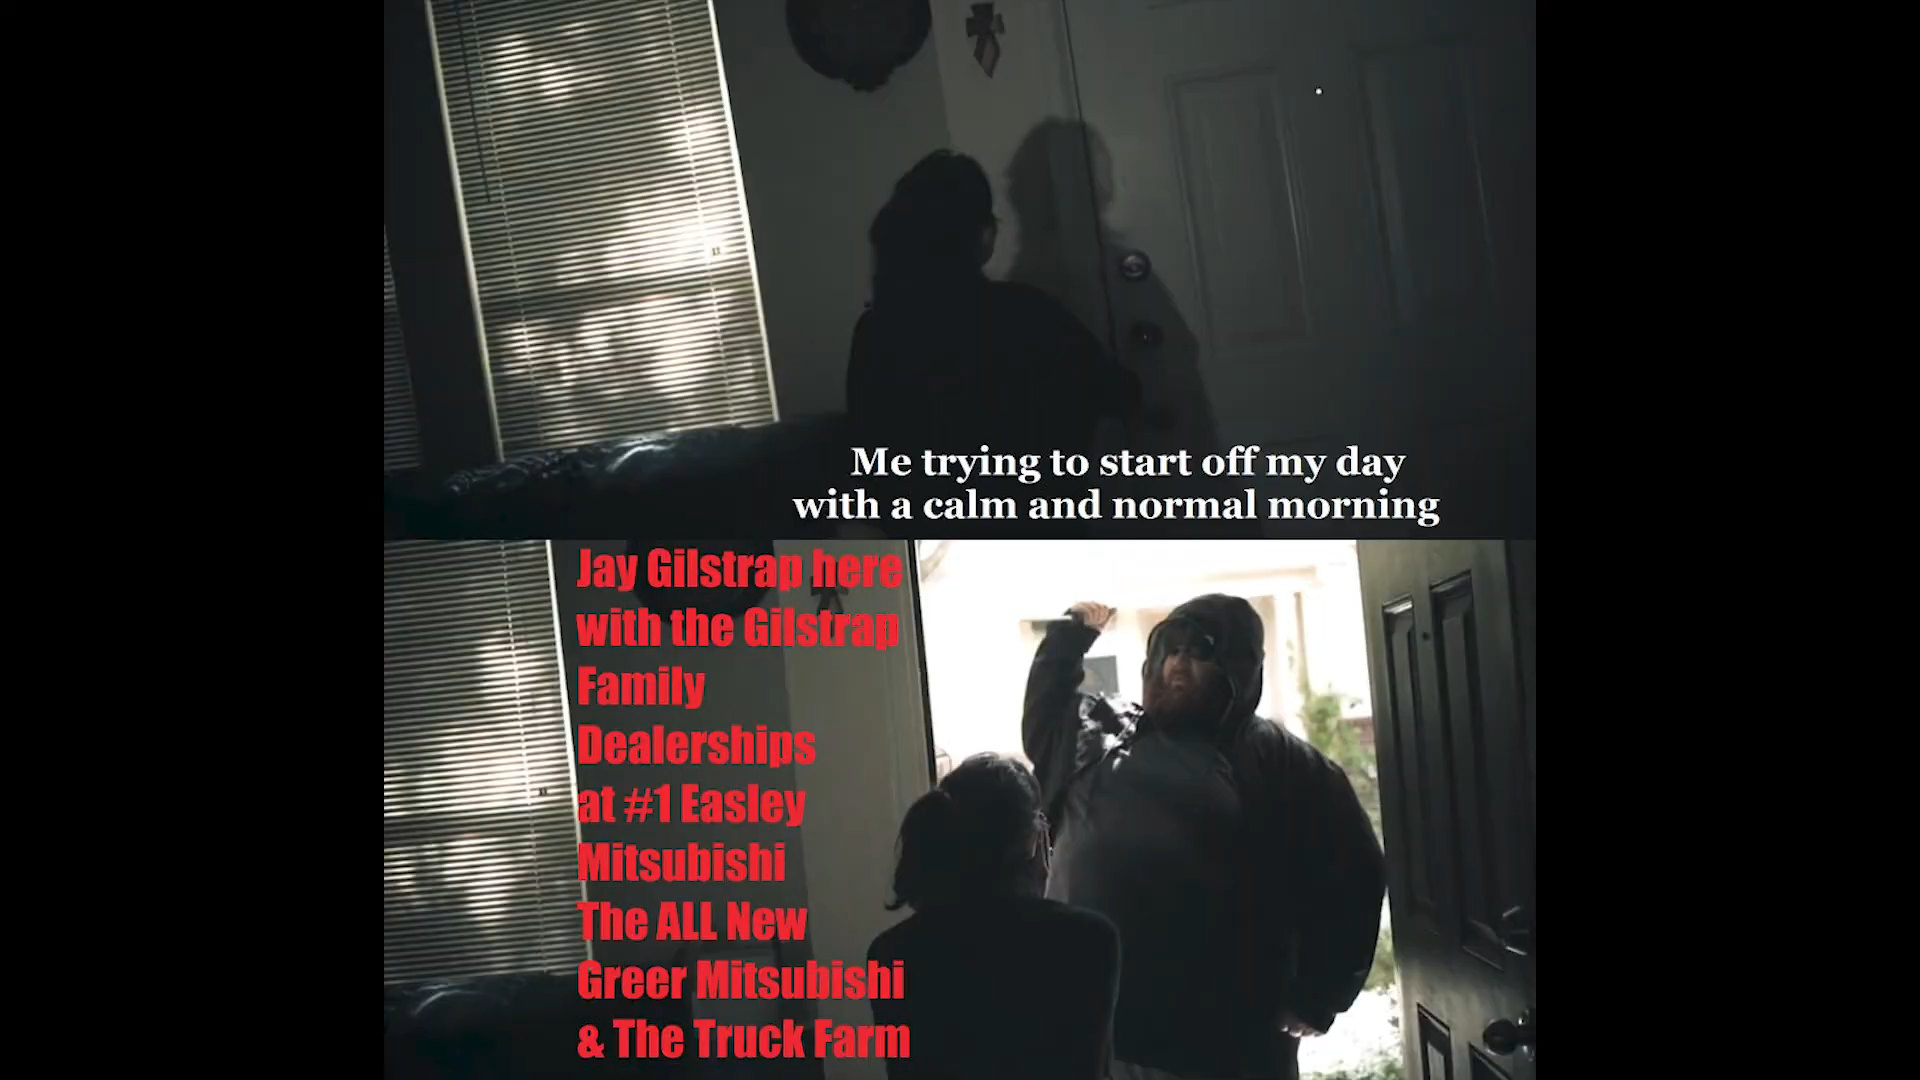 Me trying to start off my day
with a calm and normal morning
Jay Gilstrap here
with the Gilstrap
Family
Dealerships
at #1 Easley
Mitsubishi
The ALL New
Greer Mitsubishi
& The Truck Farm